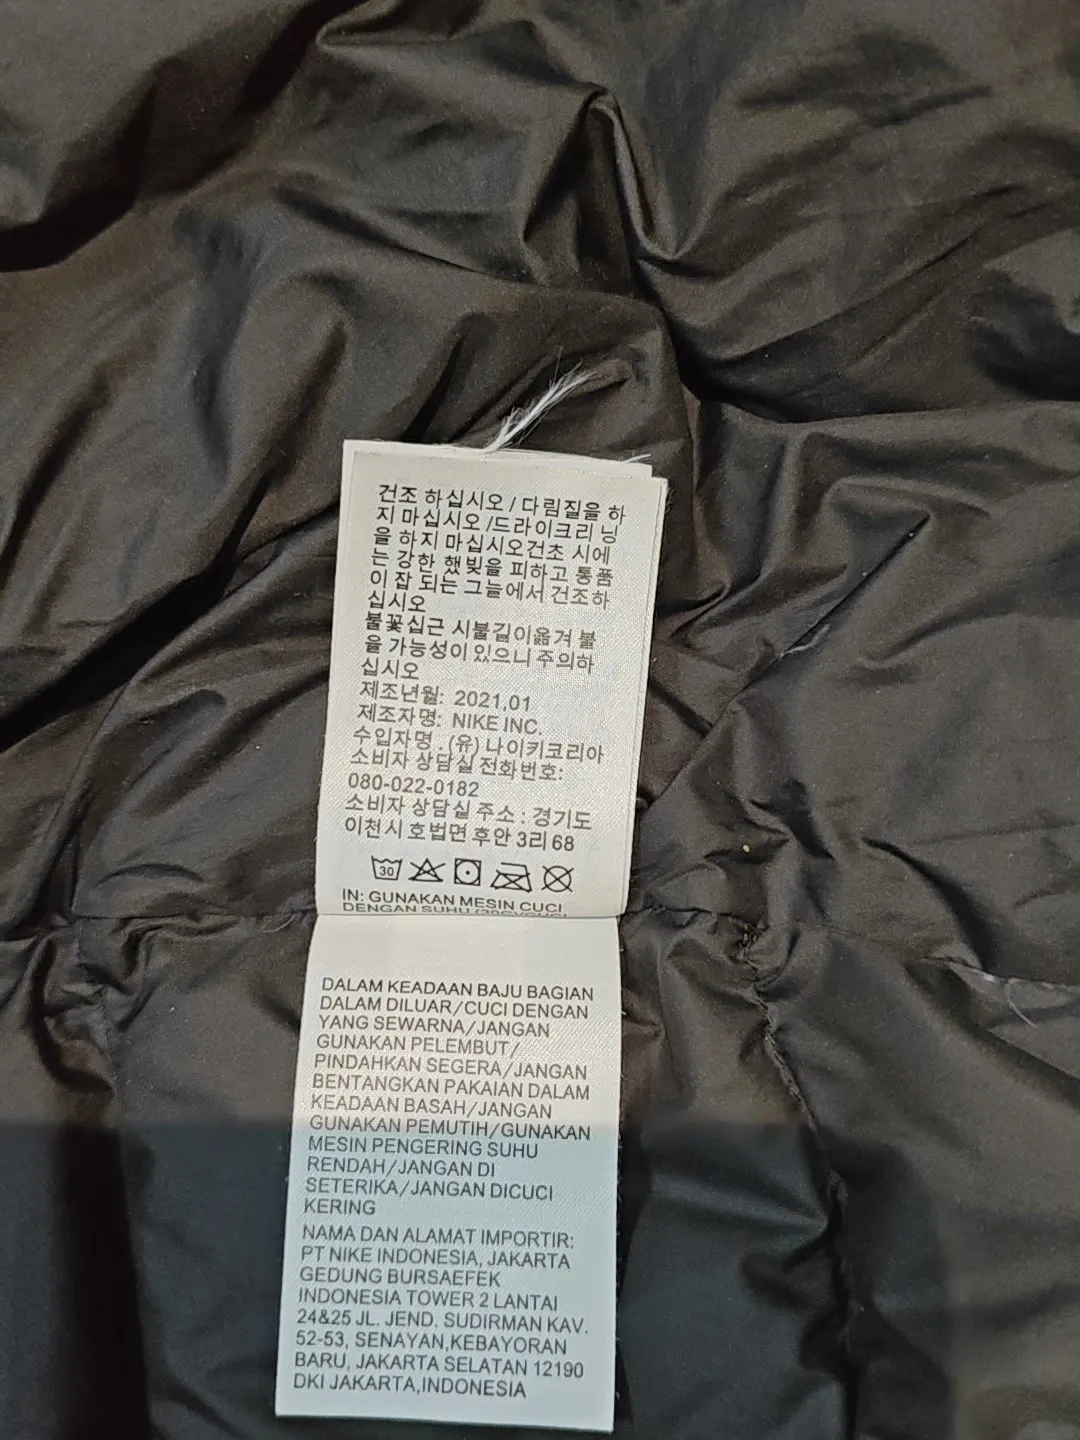 건조 하십시오 / 다림질을 하
지 마십시오 /드라이크리 닝
을 하지 마십시오건초 시에
는 강한 햇빛을 피하고 통품
이 잡 되는 그늘에서 건조하
십시오
불꽃십근 시불길이옮겨 불
을 가능성이 있으니 주의하
십시오
제조년월: 2021,01
제조자명: NIKE INC.
수입자명 . (유) 나이키코리아
소비자 상담실 전화번호:
080-022-0182
소비자 상담실 주소 : 경기도
이천시 호법면 후안 3리 68
30
IN: GUNAKAN MESIN CUCI
DENGAN SUHU
DALAM KEADAAN BAJU BAGIAN
DALAM DILUAR/CUCI DENGAN
YANG SEWARNA/JANGAN
GUNAKAN PELEMBUT/
PINDAHKAN SEGERA/JANGAN
BENTANGKAN PAKAIAN DALAM
KEADAAN BASAH/JANGAN
GUNAKAN PEMUTIH/GUNAKAN
MESIN PENGERING SUHU
RENDAH/JANGAN DI
SETERIKA/JANGAN DICUCI
KERING
NAMA DAN ALAMAT IMPORTIR:
PT NIKE INDONESIA, JAKARTA
GEDUNG BURSAEFEK
INDONESIA TOWER 2 LANTAI
24&25 JL. JEND. SUDIRMAN KAV.
52-53, SENAYAN,KEBAYORAN
BARU, JAKARTA SELATAN 12190
DKI JAKARTA,INDONESIA